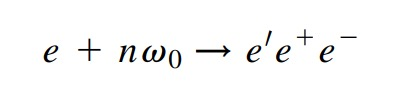 e + nω₀ → e′e⁺e⁻